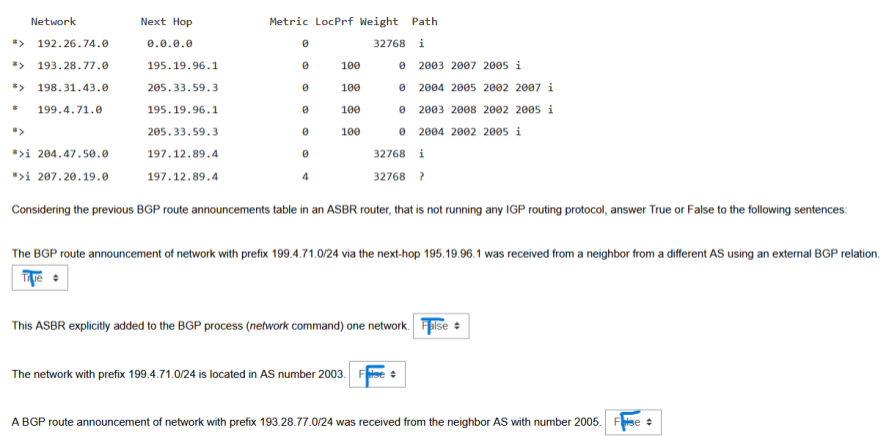 Network Next Hop Metric LocPrf Weight Path
*> 192.26.74.0 0.0.0.0 0 32768 i
*> 193.28.77.0 195.19.96.1 0 100 0 2003 2007 2005 i
*> 198.31.43.0 205.33.59.3 0 100 0 2004 2005 2002 2007 i
* 199.4.71.0 195.19.96.1 0 100 0 2003 2008 2002 2005 i
*> 205.33.59.3 0 100 0 2004 2002 2005 i
*>i 204.47.50.0 197.12.89.4 0 32768 i
*>i 207.20.19.0 197.12.89.4 4 32768 ?
Considering the previous BGP route announcements table in an ASBR router, that is not running any IGP routing protocol, answer True or False to the following sentences:
The BGP route announcement of network with prefix 199.4.71.0/24 via the next-hop 195.19.96.1 was received from a neighbor from a different AS using an external BGP relation.
True T
This ASBR explicitly added to the BGP process (network command) one network. False T
The network with prefix 199.4.71.0/24 is located in AS number 2003. False F
A BGP route announcement of network with prefix 193.28.77.0/24 was received from the neighbor AS with number 2005. False F